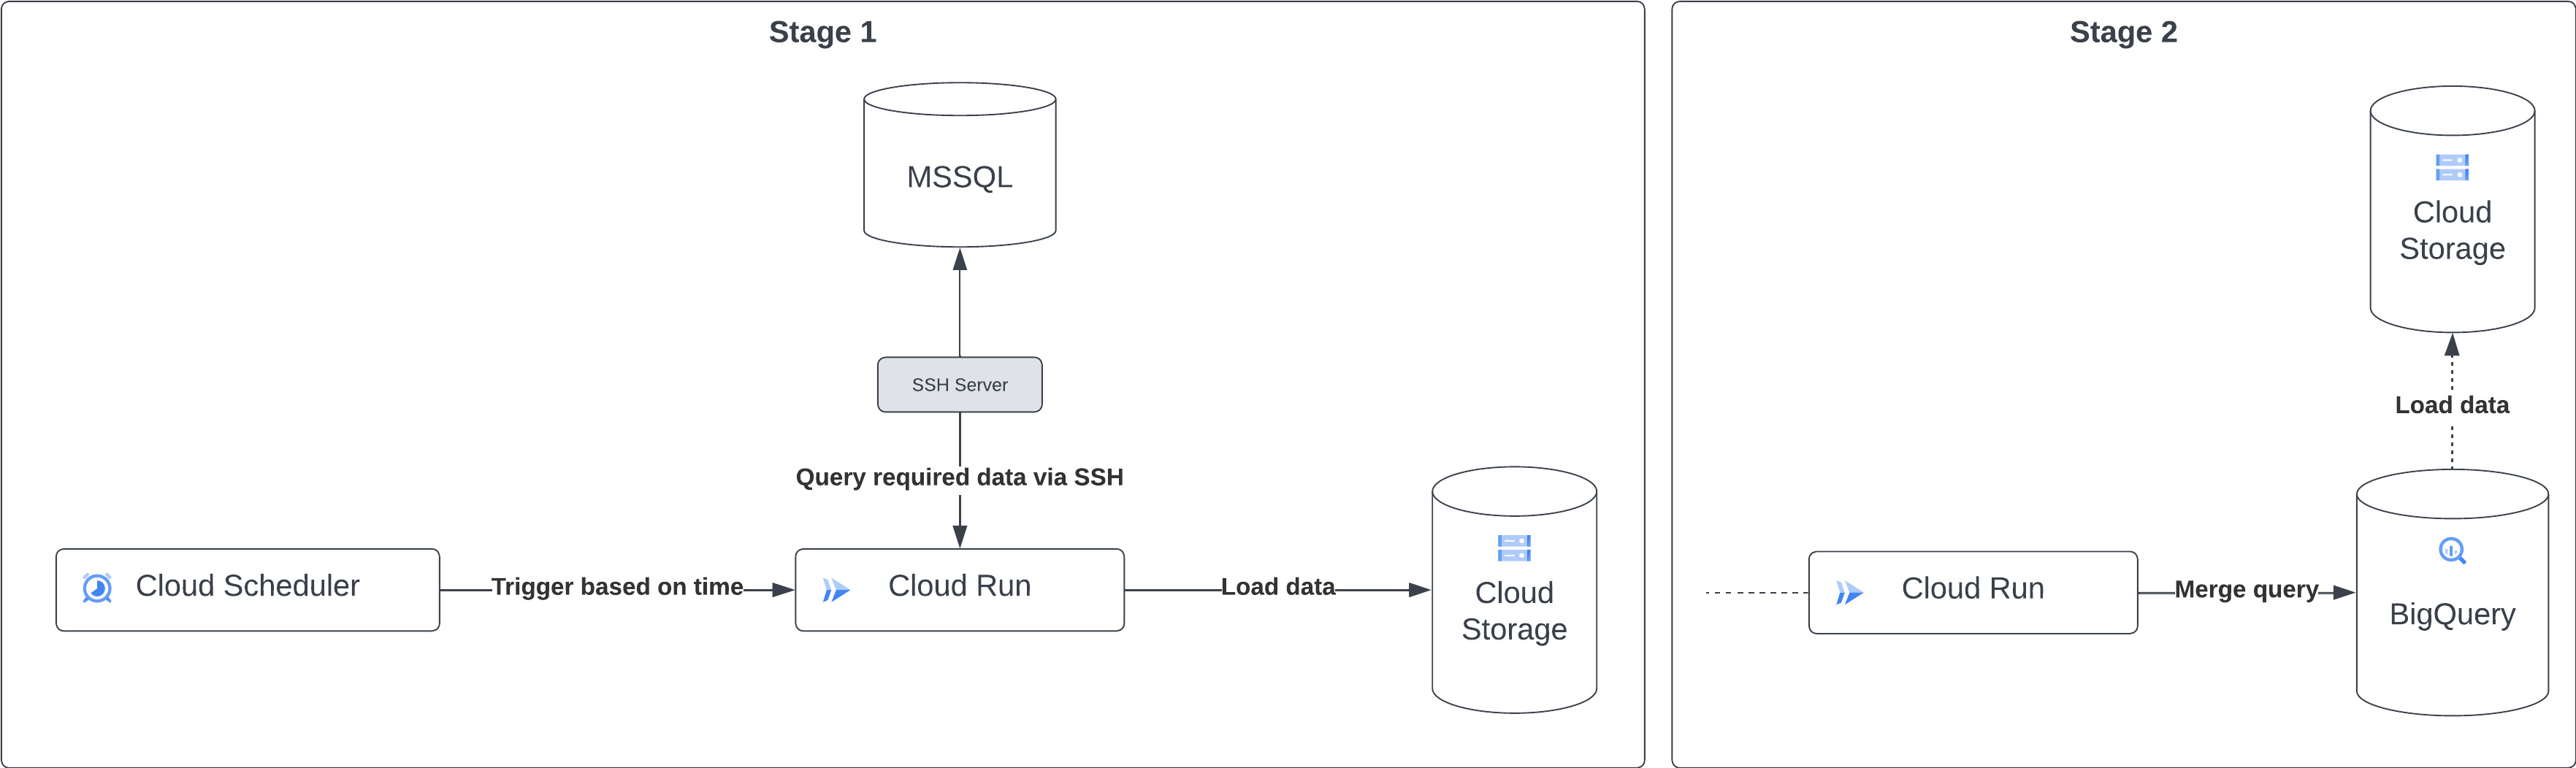 Stage 1
MSSQL
SSH Server
Query required data via SSH
Cloud Scheduler
Trigger based on time
Cloud Run
Load data
Cloud
Storage
Stage 2
Cloud
Storage
Load data
Cloud Run
Merge query
BigQuery